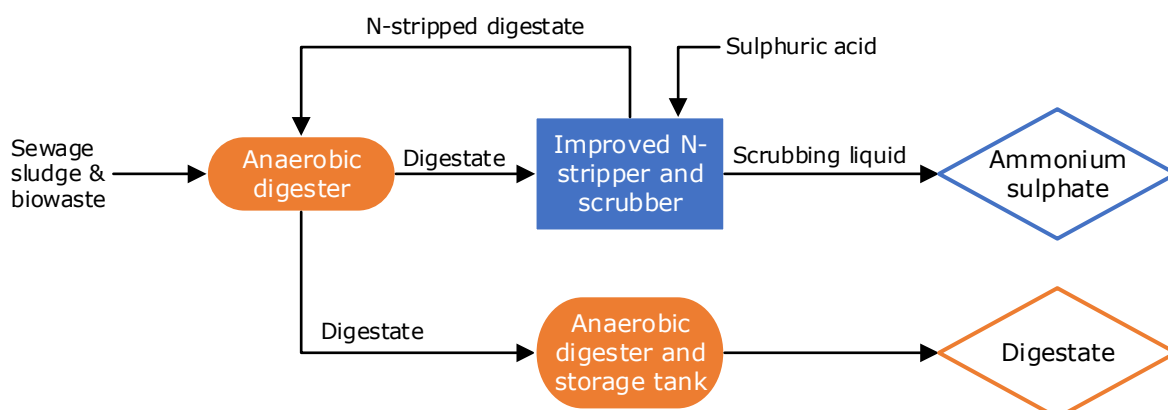 N-stripped digestate
Sulphuric acid
Sewage
sludge &
biowaste
Anaerobic
digester
Digestate
Improved N-
stripper and
scrubber
Scrubbing liquid
Ammonium
sulphate
Digestate
Anaerobic
digester and
storage tank
Digestate